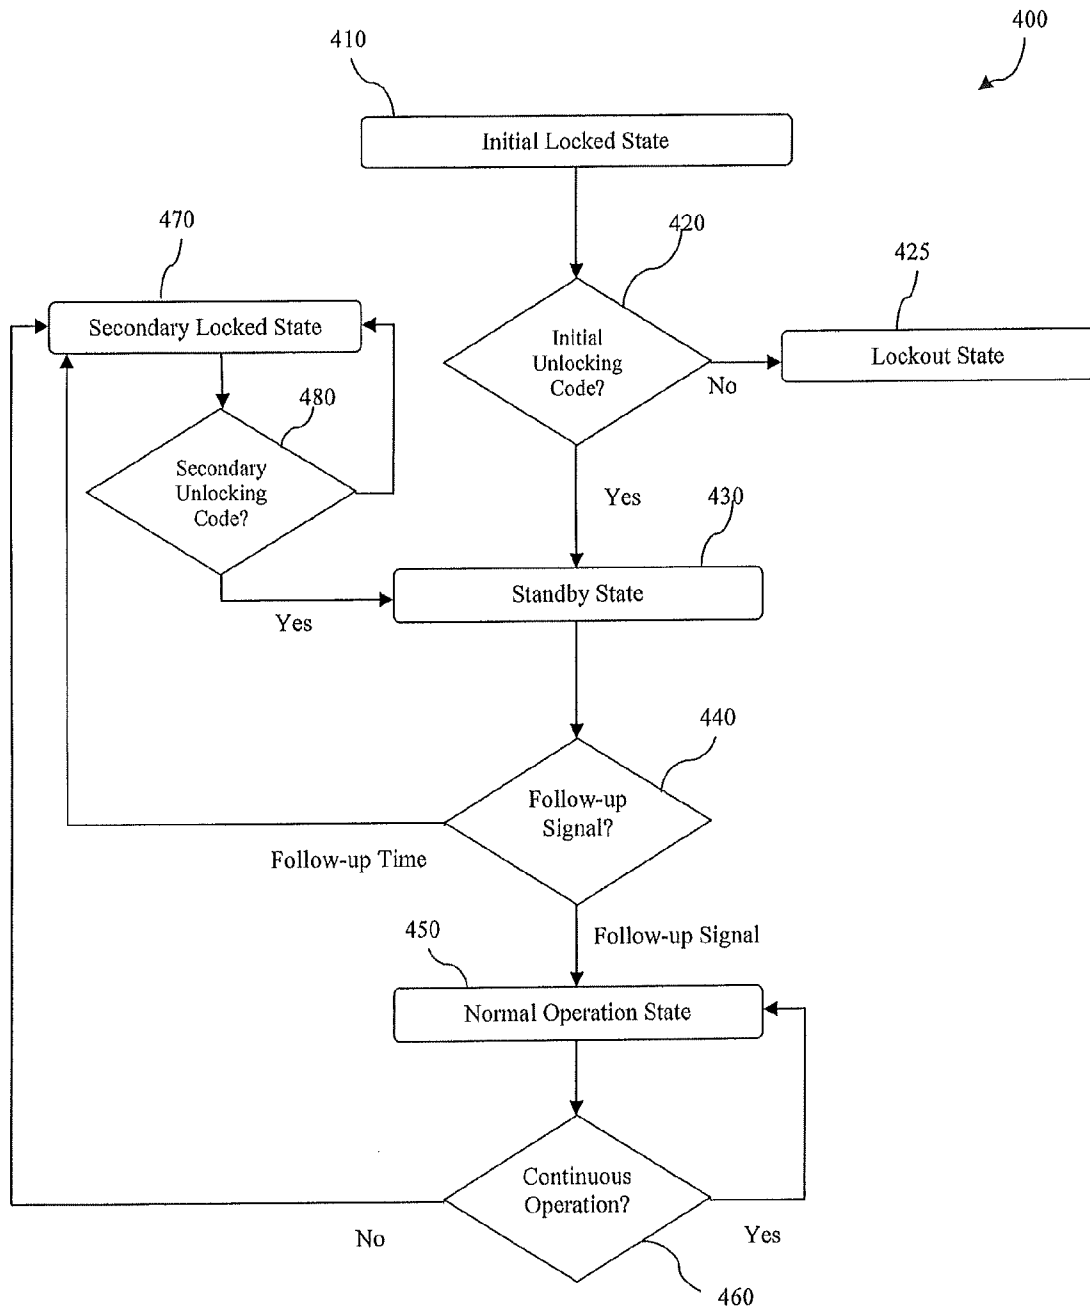 400
410
Initial Locked State
470
420
425
Secondary Locked State
Initial
Unlocking
Code?
Lockout State
No
480
Secondary
Unlocking
Code?
Yes
430
Standby State
Yes
440
Follow-up
Signal?
Follow-up Time
450
Follow-up Signal
Normal Operation State
Continuous
Operation?
No
Yes
460